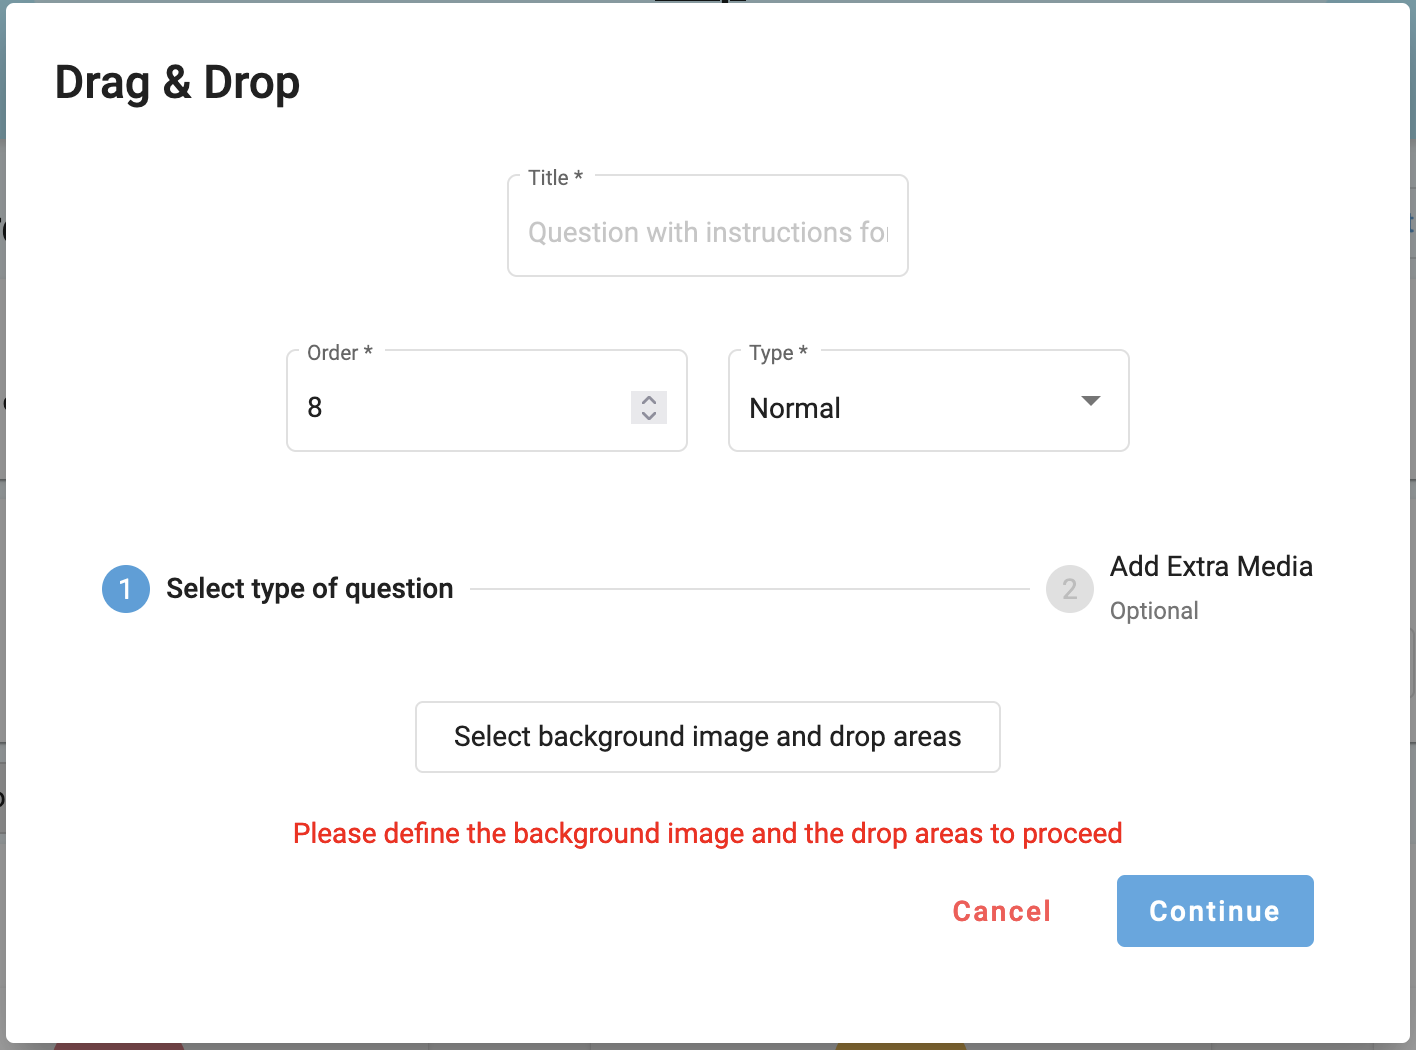 Drag & Drop
Title *
Question with instructions for
Order *
Type *
8
Normal
1
Select type of question
2
Add Extra Media
Optional
Select background image and drop areas
Please define the background image and the drop areas to proceed
Cancel
Continue